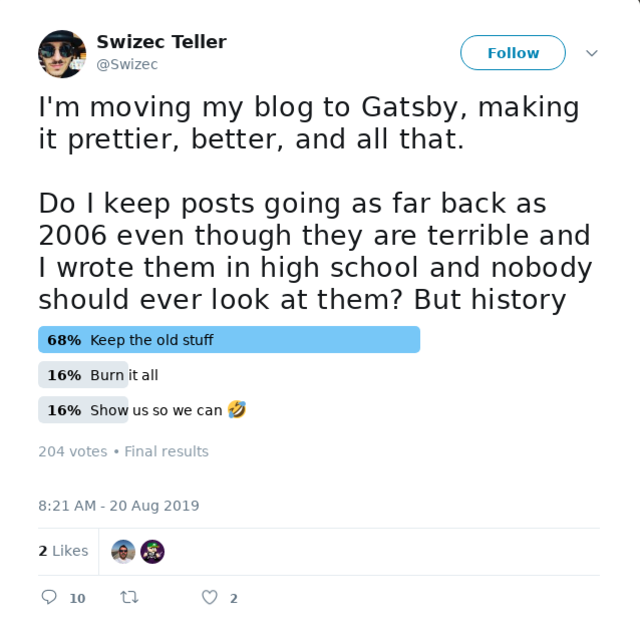 Swizec Teller
@Swizec
Follow
I'm moving my blog to Gatsby, making
it prettier, better, and all that.
Do I keep posts going as far back as
2006 even though they are terrible and
I wrote them in high school and nobody
should ever look at them? But history
68% Keep the old stuff
16% Burn it all
16% Show us so we can 🤣
204 votes • Final results
8:21 AM - 20 Aug 2019
2 Likes
10
2